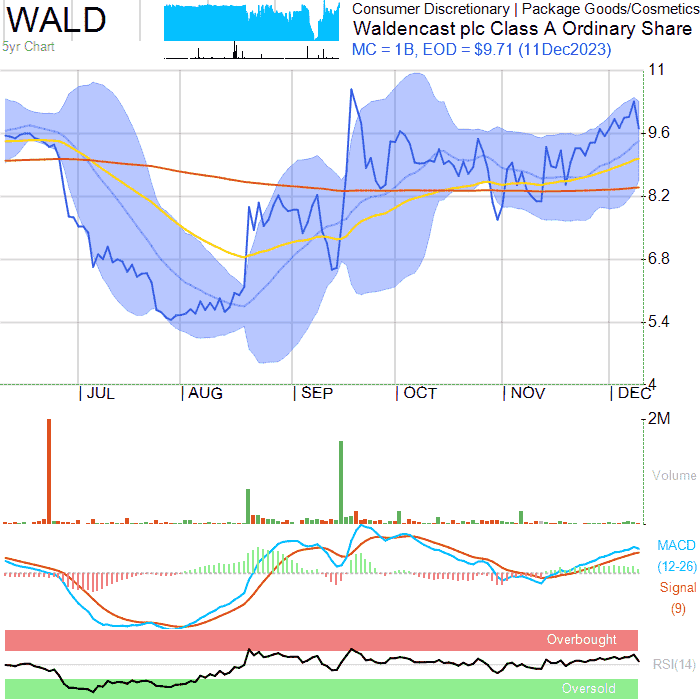 WALD
5yr Chart
Consumer Discretionary | Package Goods/Cosmetics
Waldencast plc Class A Ordinary Share
MC = 1B, EOD = $9.71 (11Dec2023)
11
9.6
8.2
6.8
5.4
4
JUL
AUG
SEP
OCT
NOV
DEC
2M
Volume
MACD
(12-26)
Signal
(9)
Overbought
RSI(14)
Oversold